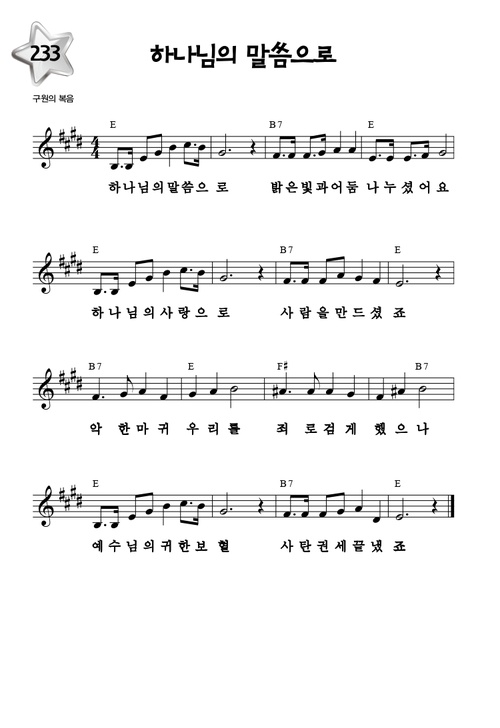 233
하나님의 말씀으로
구원의 복음
E B7 E
하나님의말씀으로 밝은빛과어둠 나누셨어요
E B7 E
하나님의사랑으로 사람을만드셨죠
B7 E F# B7
악한마귀 우리를 죄로검게했으나
E B7 E
예수님의귀한보혈 사탄권세끝냈죠